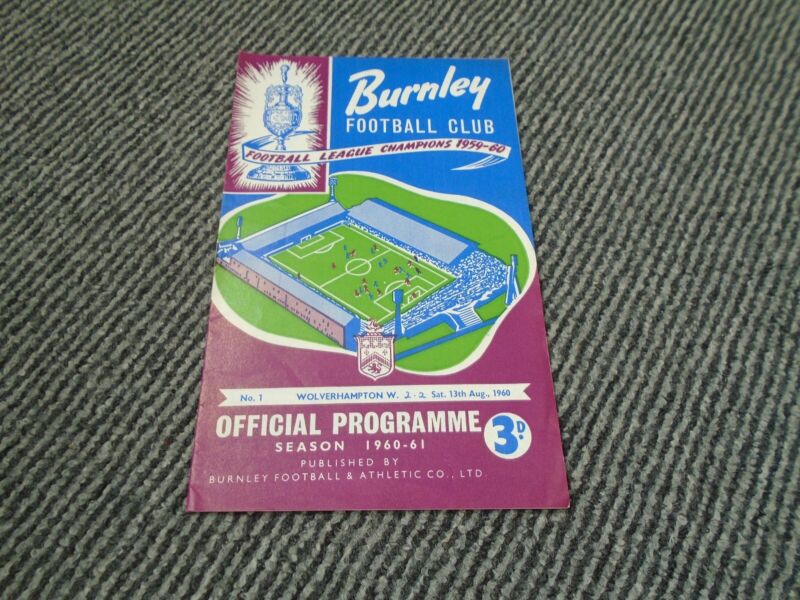 Burnley
FOOTBALL CLUB
FOOTBALL LEAGUE CHAMPIONS 1959-60
No. 1 WOLVERHAMPTON W. 2-2 Sat. 13th Aug., 1960
OFFICIAL PROGRAMME
3D.
SEASON 1960-61
PUBLISHED BY
BURNLEY FOOTBALL & ATHLETIC CO., LTD.